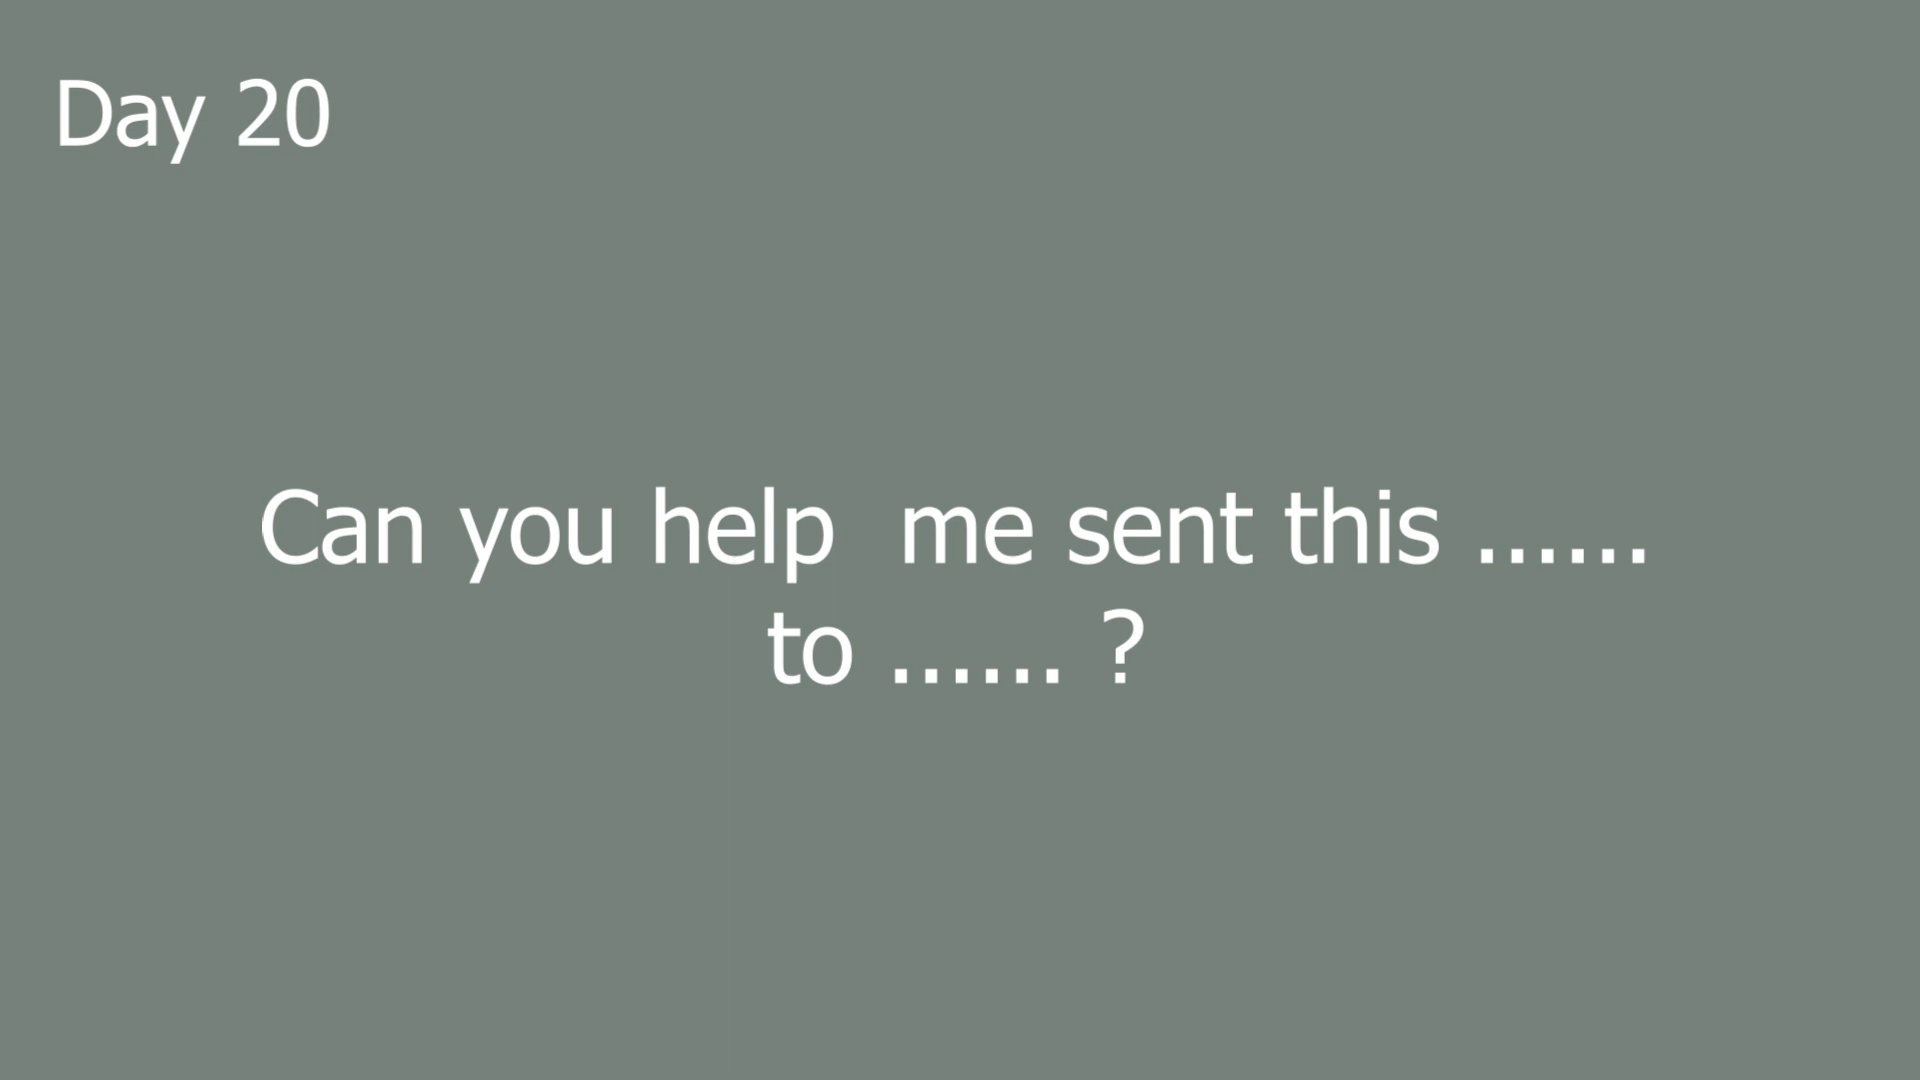 Day 20
Can you help  me sent this ......
to ...... ?